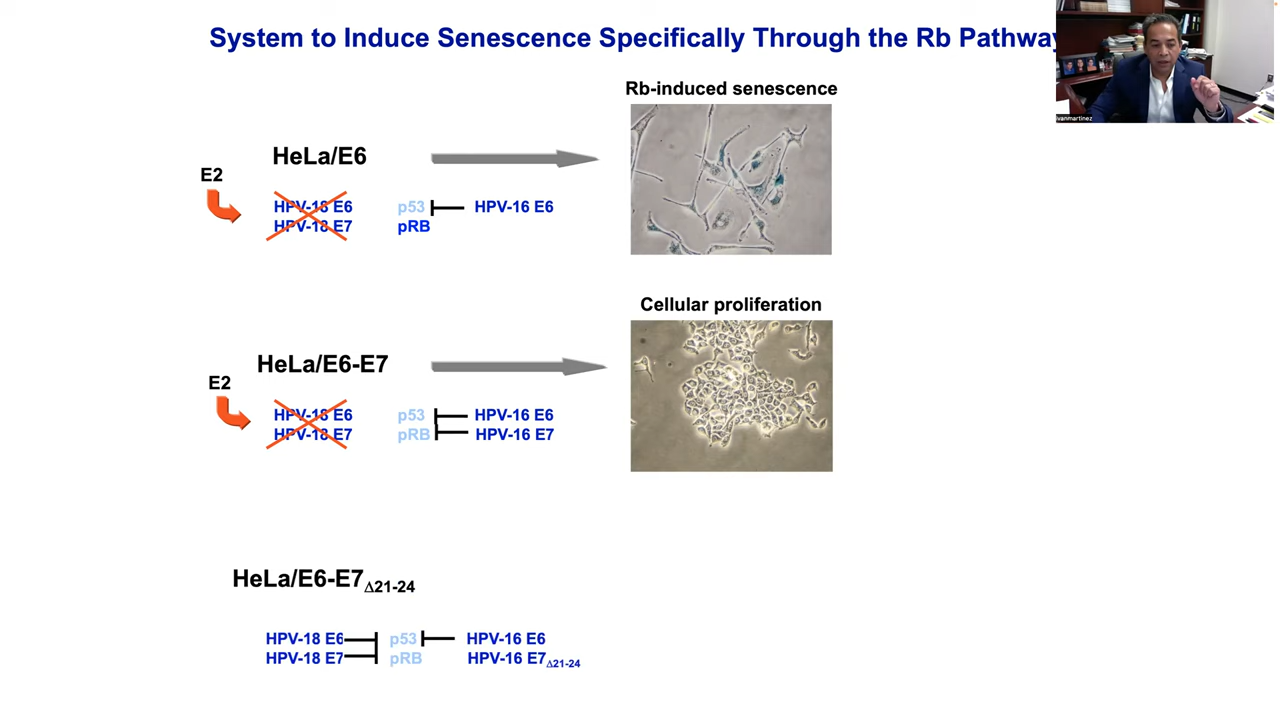 System to Induce Senescence Specifically Through the Rb Pathway
ivanmartinez
Rb-induced senescence
HeLa/E6
E2
HPV-18 E6 p53 HPV-16 E6
HPV-18 E7 pRB
Cellular proliferation
HeLa/E6-E7
E2
HPV-18 E6 p53 HPV-16 E6
HPV-18 E7 pRB HPV-16 E7
HeLa/E6-E7Δ21-24
HPV-18 E6 p53 HPV-16 E6
HPV-18 E7 pRB HPV-16 E7Δ21-24